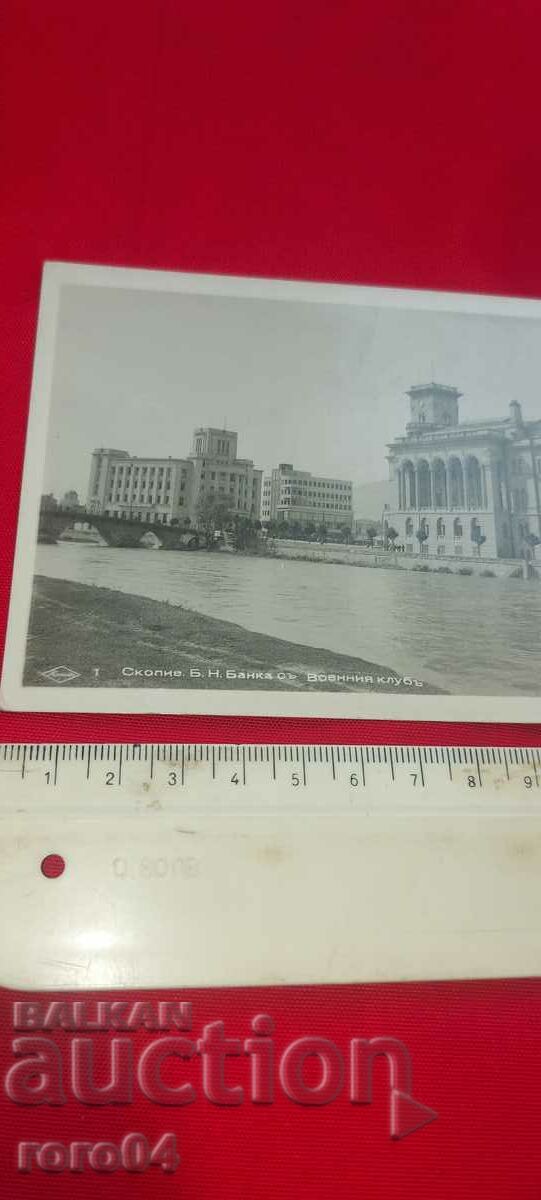 1 Скопие. Б. Н. Банка съ Военния клубъ
1 2 3 4 5 6 7 8 9
BALKAN
auction
roro04